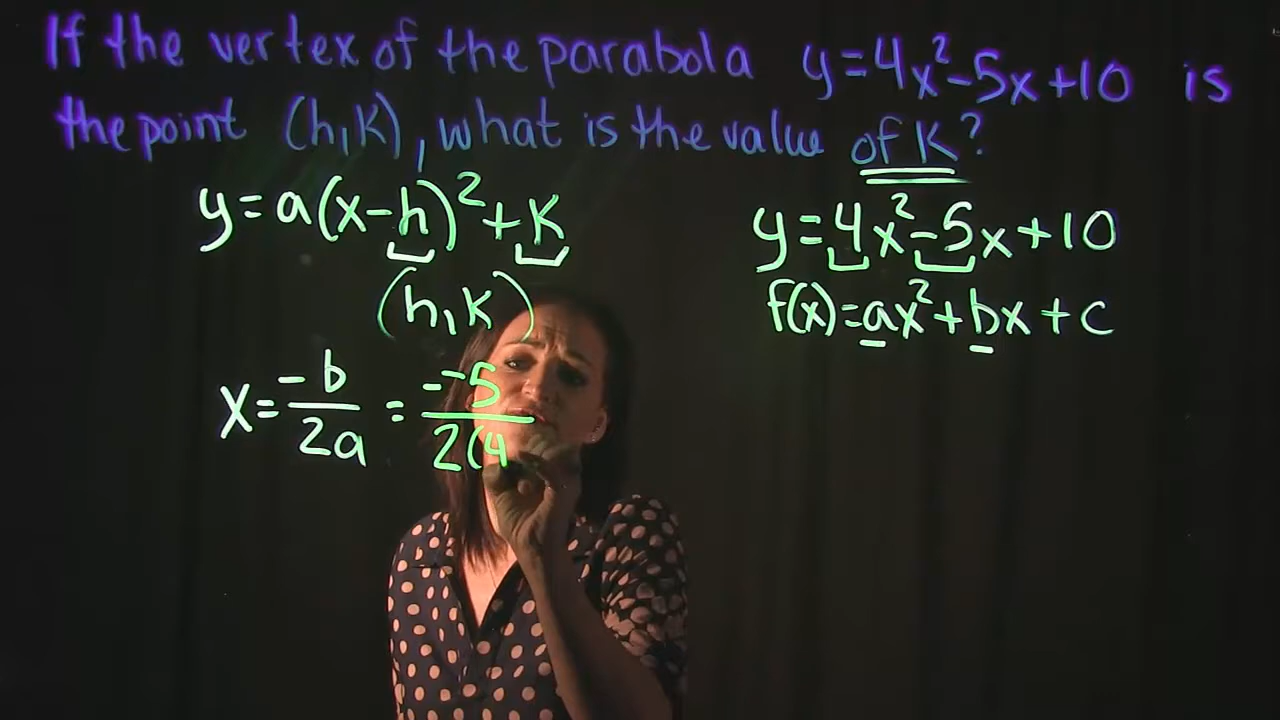 If the vertex of the parabola y=4x²-5x+10 is
the point (h,k), what is the value of k?
y=a(x-h)²+k
(h,k)
x=-b/2a = --5/2(4
y=4x²-5x+10
f(x)=ax²+bx+c